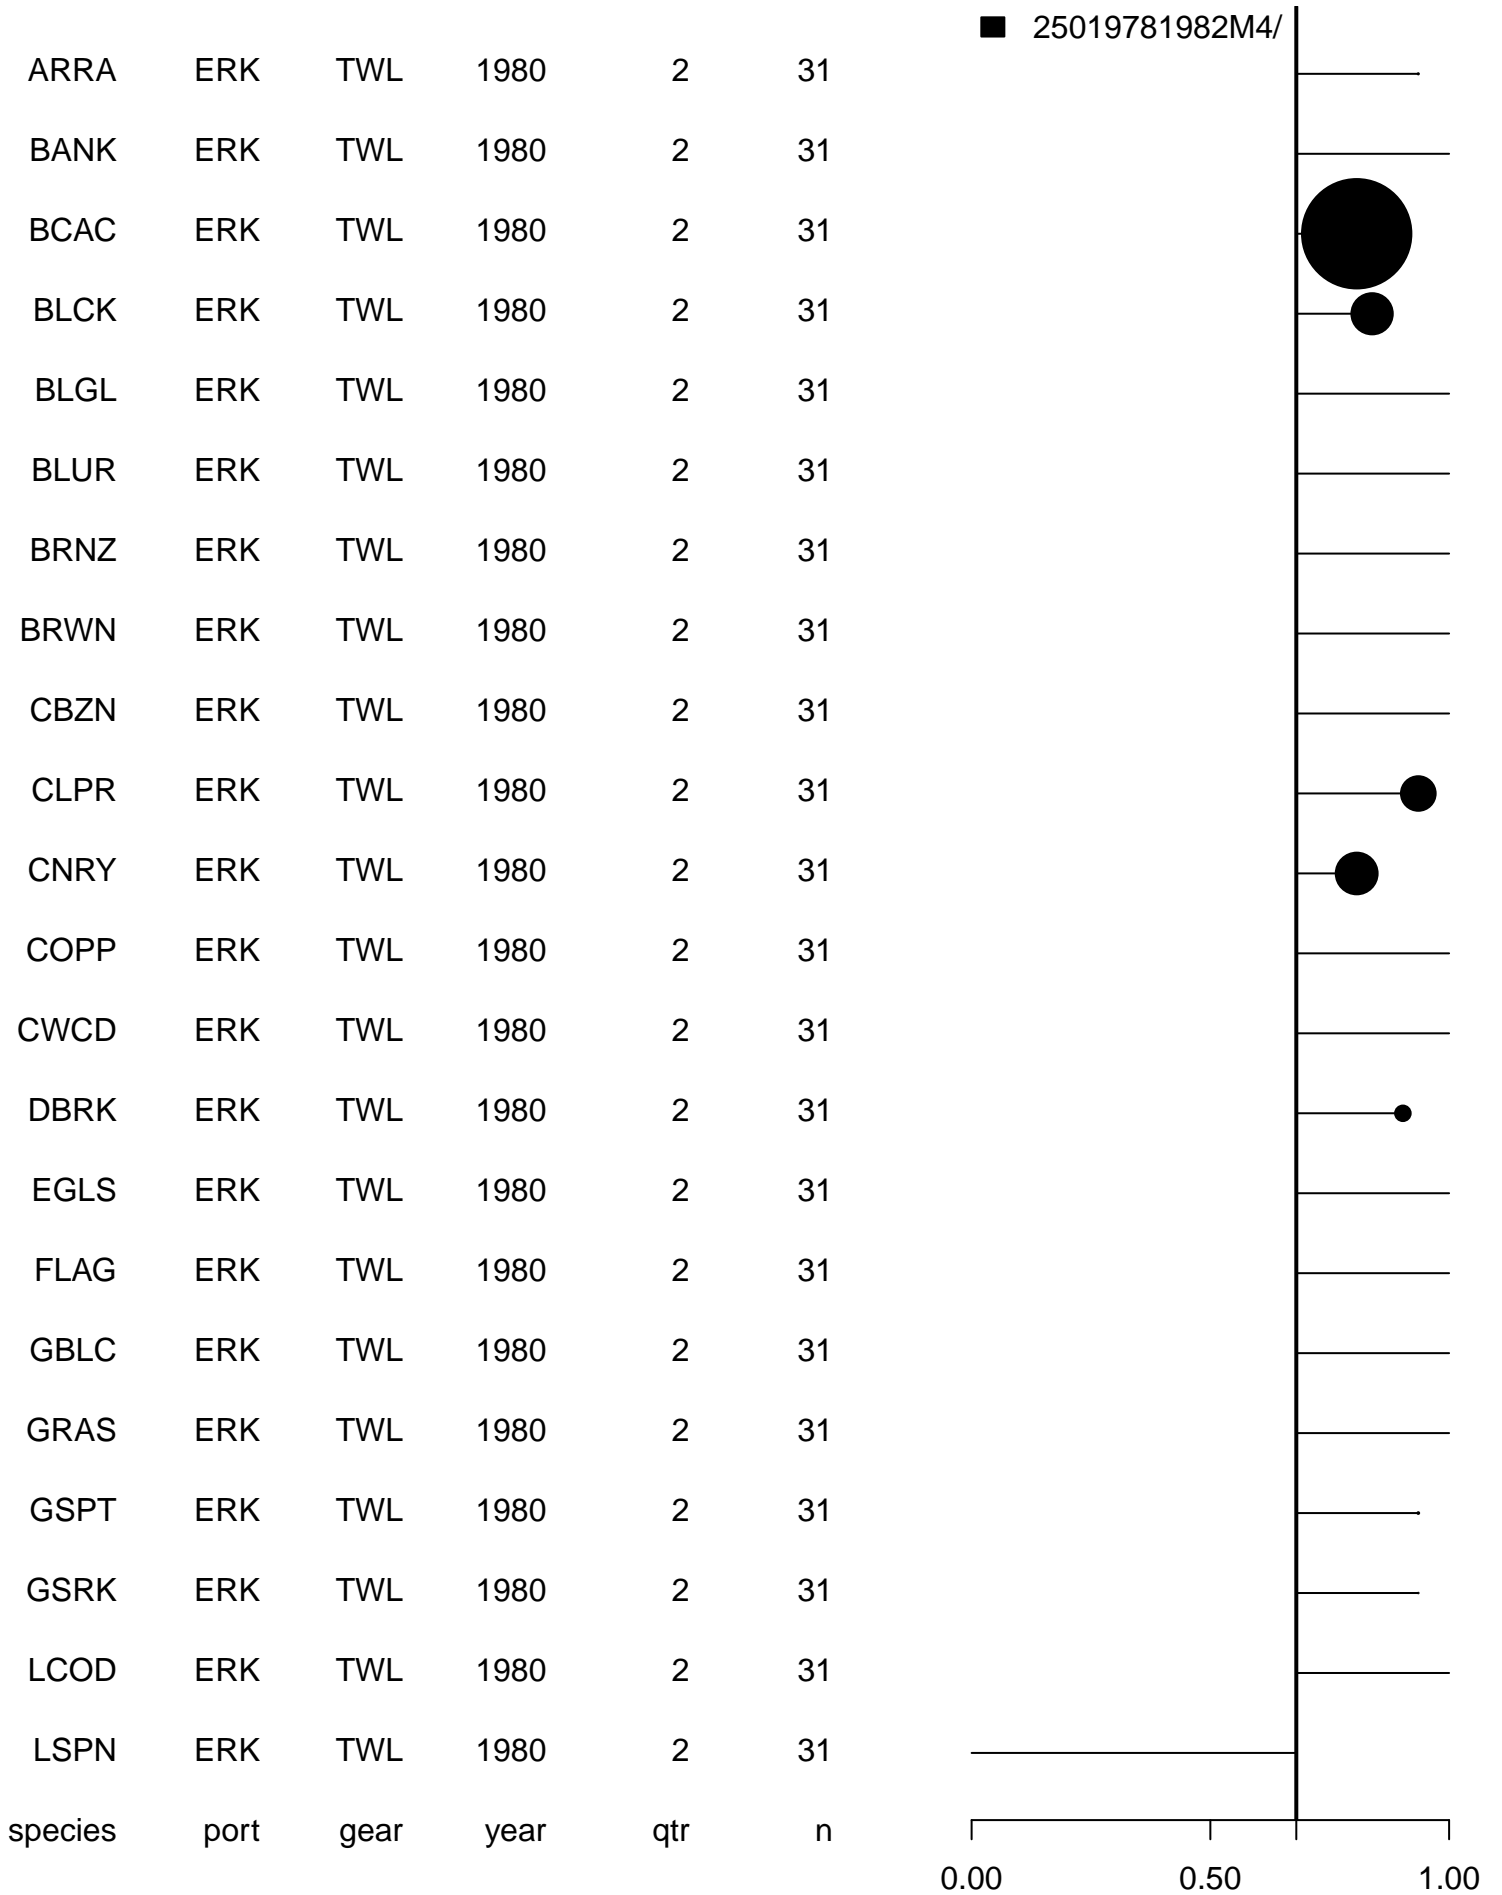 25019781982M4/
ARRA ERK TWL 1980 2 31
BANK ERK TWL 1980 2 31
BCAC ERK TWL 1980 2 31
BLCK ERK TWL 1980 2 31
BLGL ERK TWL 1980 2 31
BLUR ERK TWL 1980 2 31
BRNZ ERK TWL 1980 2 31
BRWN ERK TWL 1980 2 31
CBZN ERK TWL 1980 2 31
CLPR ERK TWL 1980 2 31
CNRY ERK TWL 1980 2 31
COPP ERK TWL 1980 2 31
CWCD ERK TWL 1980 2 31
DBRK ERK TWL 1980 2 31
EGLS ERK TWL 1980 2 31
FLAG ERK TWL 1980 2 31
GBLC ERK TWL 1980 2 31
GRAS ERK TWL 1980 2 31
GSPT ERK TWL 1980 2 31
GSRK ERK TWL 1980 2 31
LCOD ERK TWL 1980 2 31
LSPN ERK TWL 1980 2 31
species port gear year qtr n
0.00 0.50 1.00